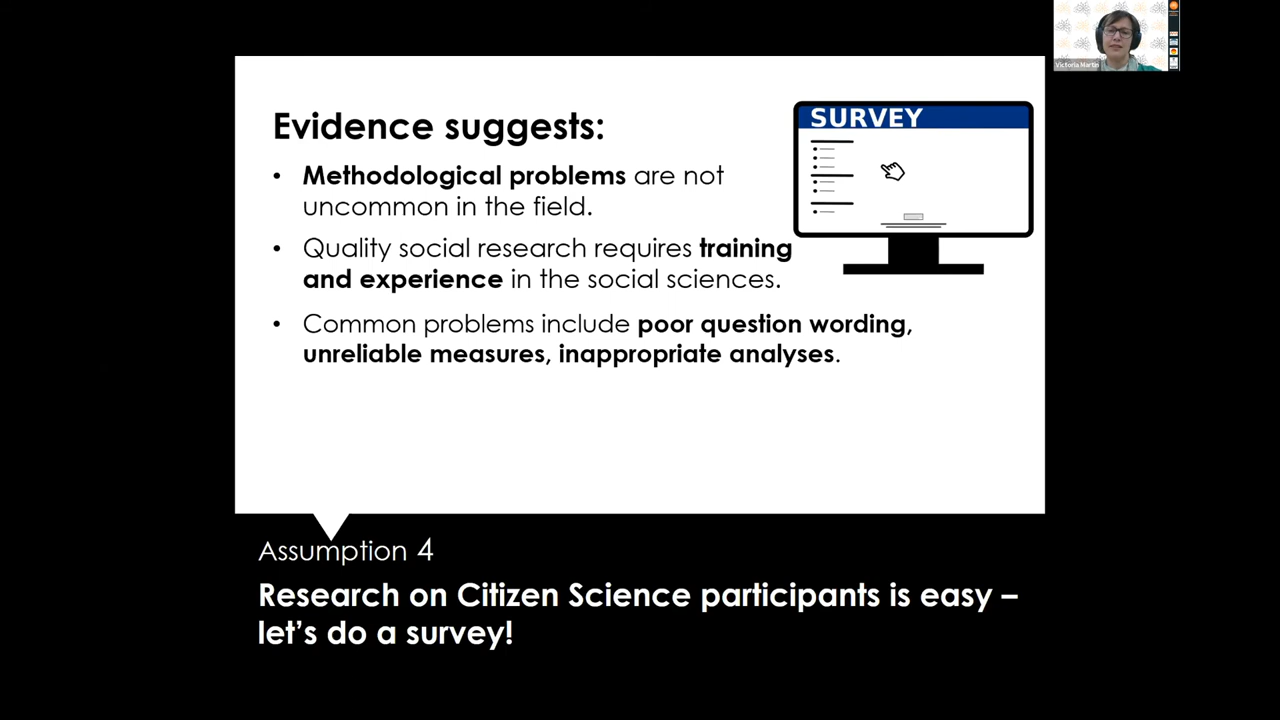 Evidence suggests:
• Methodological problems are not
uncommon in the field.
• Quality social research requires training
and experience in the social sciences.
• Common problems include poor question wording,
unreliable measures, inappropriate analyses.
SURVEY
Assumption 4
Research on Citizen Science participants is easy –
let's do a survey!
Victoria Martin